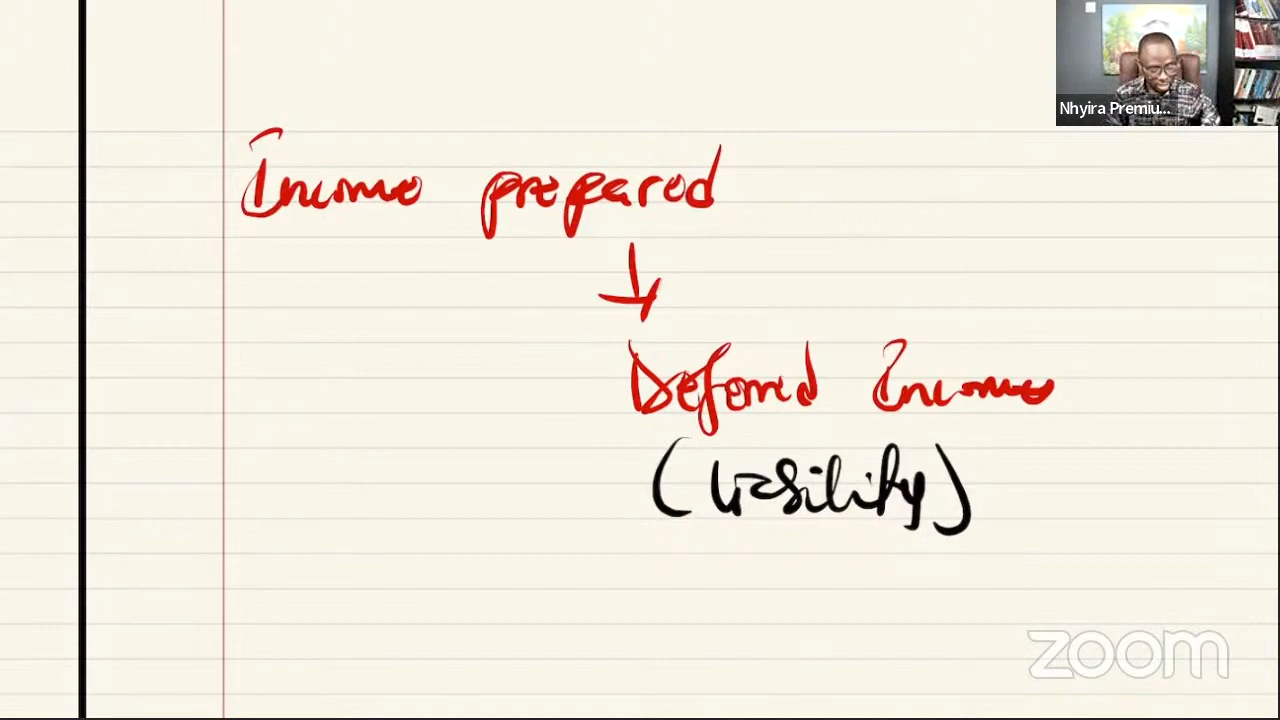 Nhyira Premiu...
Income prepared
Deferred Income
(Liability)
zoom